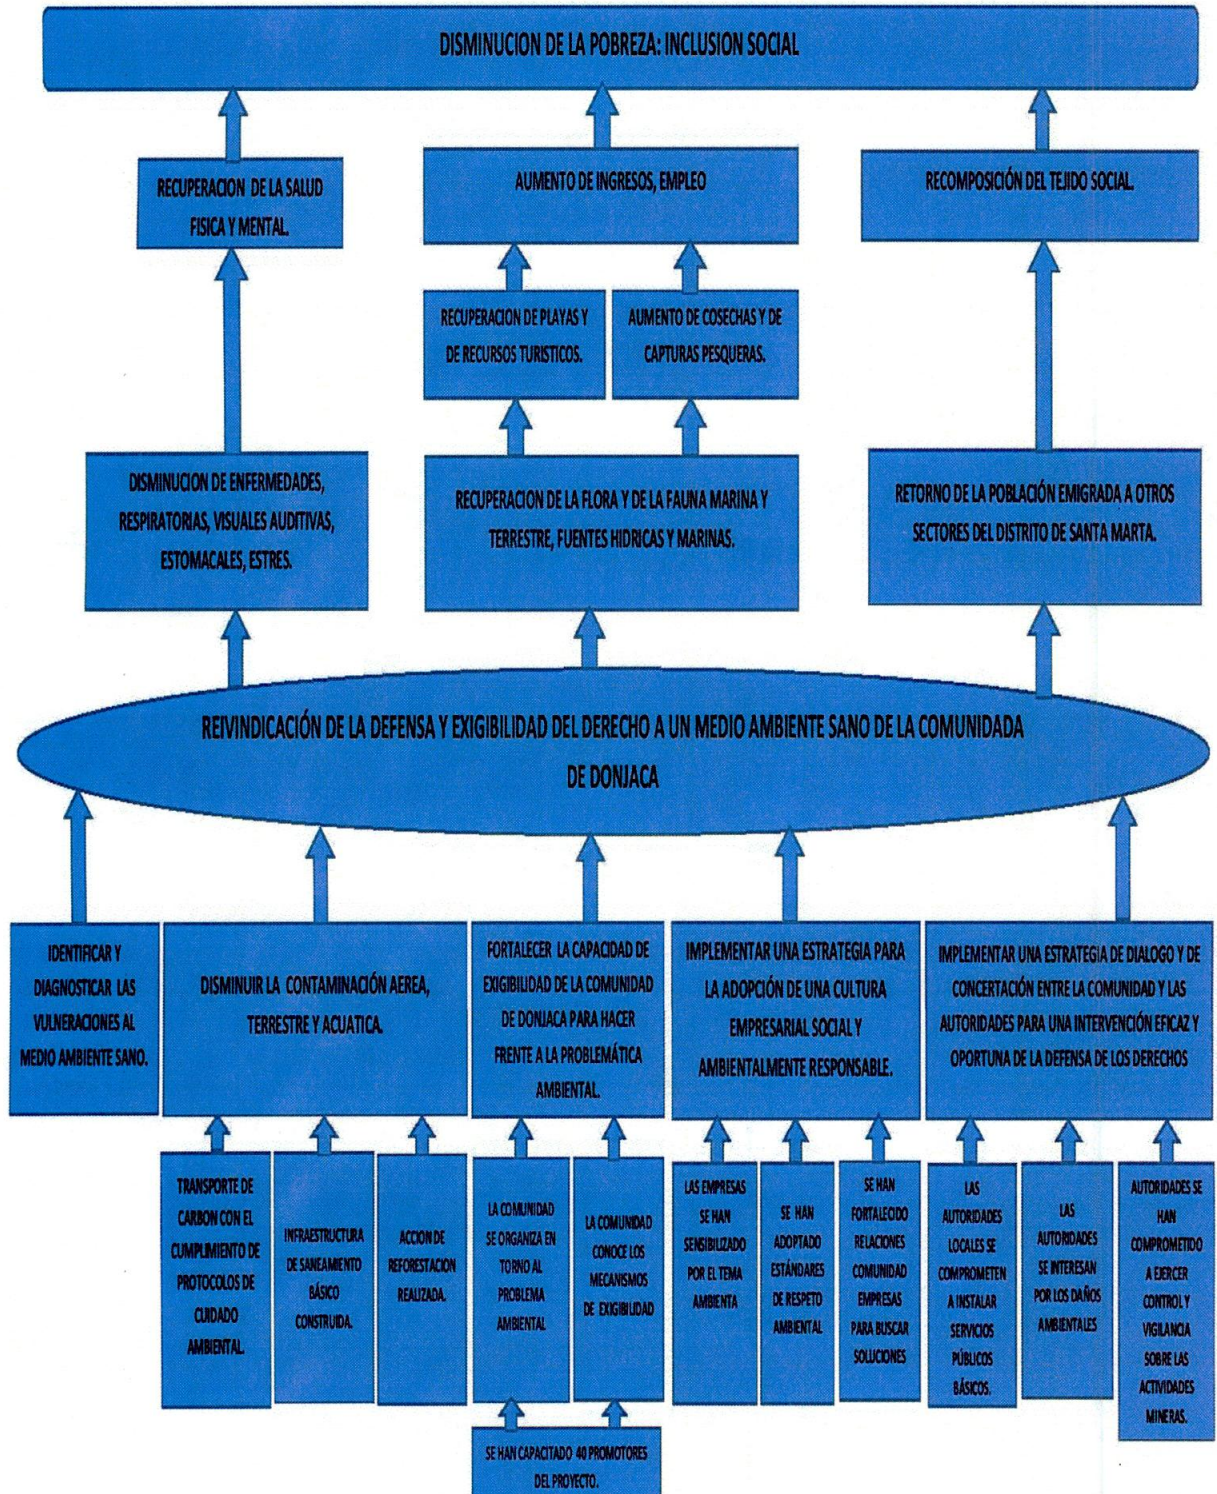 DISMINUCION DE LA POBREZA: INCLUSION SOCIAL
RECUPERACION DE LA SALUD
FISICA Y MENTAL.
AUMENTO DE INGRESOS, EMPLEO
RECOMPOSICIÓN DEL TEJIDO SOCIAL.
RECUPERACION DE PLAYAS Y
DE RECURSOS TURISTICOS.
AUMENTO DE COSECHAS Y DE
CAPTURAS PESQUERAS.
DISMINUCION DE ENFERMEDADES,
RESPIRATORIAS, VISUALES AUDITIVAS,
ESTOMACALES, ESTRES.
RECUPERACION DE LA FLORA Y DE LA FAUNA MARINA Y
TERRESTRE, FUENTES HIDRICAS Y MARINAS.
RETORNO DE LA POBLACIÓN EMIGRADA A OTROS
SECTORES DEL DISTRITO DE SANTA MARTA.
REIVINDICACIÓN DE LA DEFENSA Y EXIGIBILIDAD DEL DERECHO A UN MEDIO AMBIENTE SANO DE LA COMUNIDADA
DE DONJACA
IDENTIFICAR Y
DIAGNOSTICAR LAS
VULNERACIONES AL
MEDIO AMBIENTE SANO.
DISMINUIR LA CONTAMINACIÓN AEREA,
TERRESTRE Y ACUATICA.
FORTALECER LA CAPACIDAD DE
EXIGIBILIDAD DE LA COMUNIDAD
DE DONJACA PARA HACER
FRENTE A LA PROBLEMÁTICA
AMBIENTAL.
IMPLEMENTAR UNA ESTRATEGIA PARA
LA ADOPCIÓN DE UNA CULTURA
EMPRESARIAL SOCIAL Y
AMBIENTALMENTE RESPONSABLE.
IMPLEMENTAR UNA ESTRATEGIA DE DIALOGO Y DE
CONCERTACIÓN ENTRE LA COMUNIDAD Y LAS
AUTORIDADES PARA UNA INTERVENCIÓN EFICAZ Y
OPORTUNA DE LA DEFENSA DE LOS DERECHOS
TRANSPORTE DE
CARBON CON EL
CUMPLIMIENTO DE
PROTOCOLOS DE
CUIDADO
AMBIENTAL.
INFRAESTRUCTURA
DE SANEAMIENTO
BÁSICO
CONSTRUIDA.
ACCION DE
REFORESTACION
REALIZADA.
LA COMUNIDAD
SE ORGANIZA EN
TORNO AL
PROBLEMA
AMBIENTAL
LA COMUNIDAD
CONOCE LOS
MECANISMOS
DE EXIGIBILIDAD
LAS EMPRESAS
SE HAN
SENSIBILIZADO
POR EL TEMA
AMBIENTA
SE HAN
ADOPTADO
ESTÁNDARES
DE RESPETO
AMBIENTAL
SE HAN
FORTALECIDO
RELACIONES
COMUNIDAD
EMPRESAS
PARA BUSCAR
SOLUCIONES
LAS
AUTORIDADES
LOCALES SE
COMPROMETEN
A INSTALAR
SERVICIOS
PÚBLICOS
BÁSICOS.
LAS
AUTORIDADES
SE INTERESAN
POR LOS DAÑOS
AMBIENTALES
AUTORIDADES SE
HAN
COMPROMETIDO
A EJERCER
CONTROL Y
VIGILANCIA
SOBRE LAS
ACTIVIDADES
MINERAS.
SE HAN CAPACITADO 40 PROMOTORES
DEL PROYECTO.